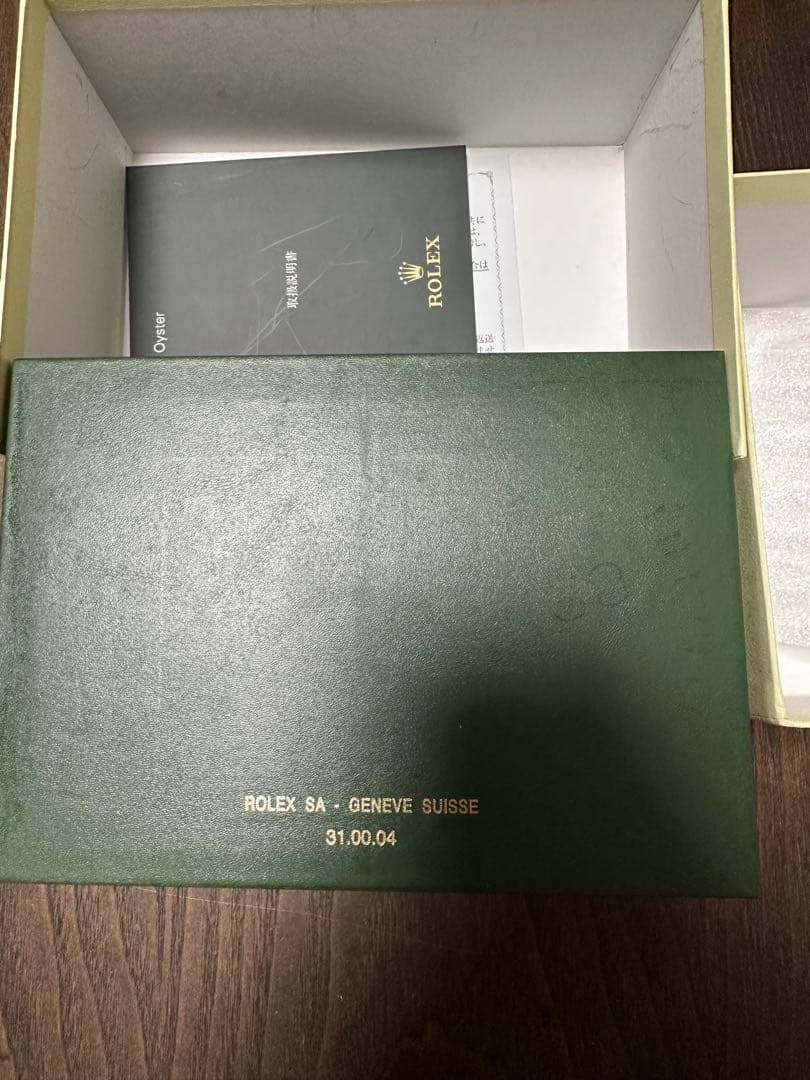 Oyster
取扱説明書
ROLEX
ROLEX SA - GENEVE SUISSE
31.00.04